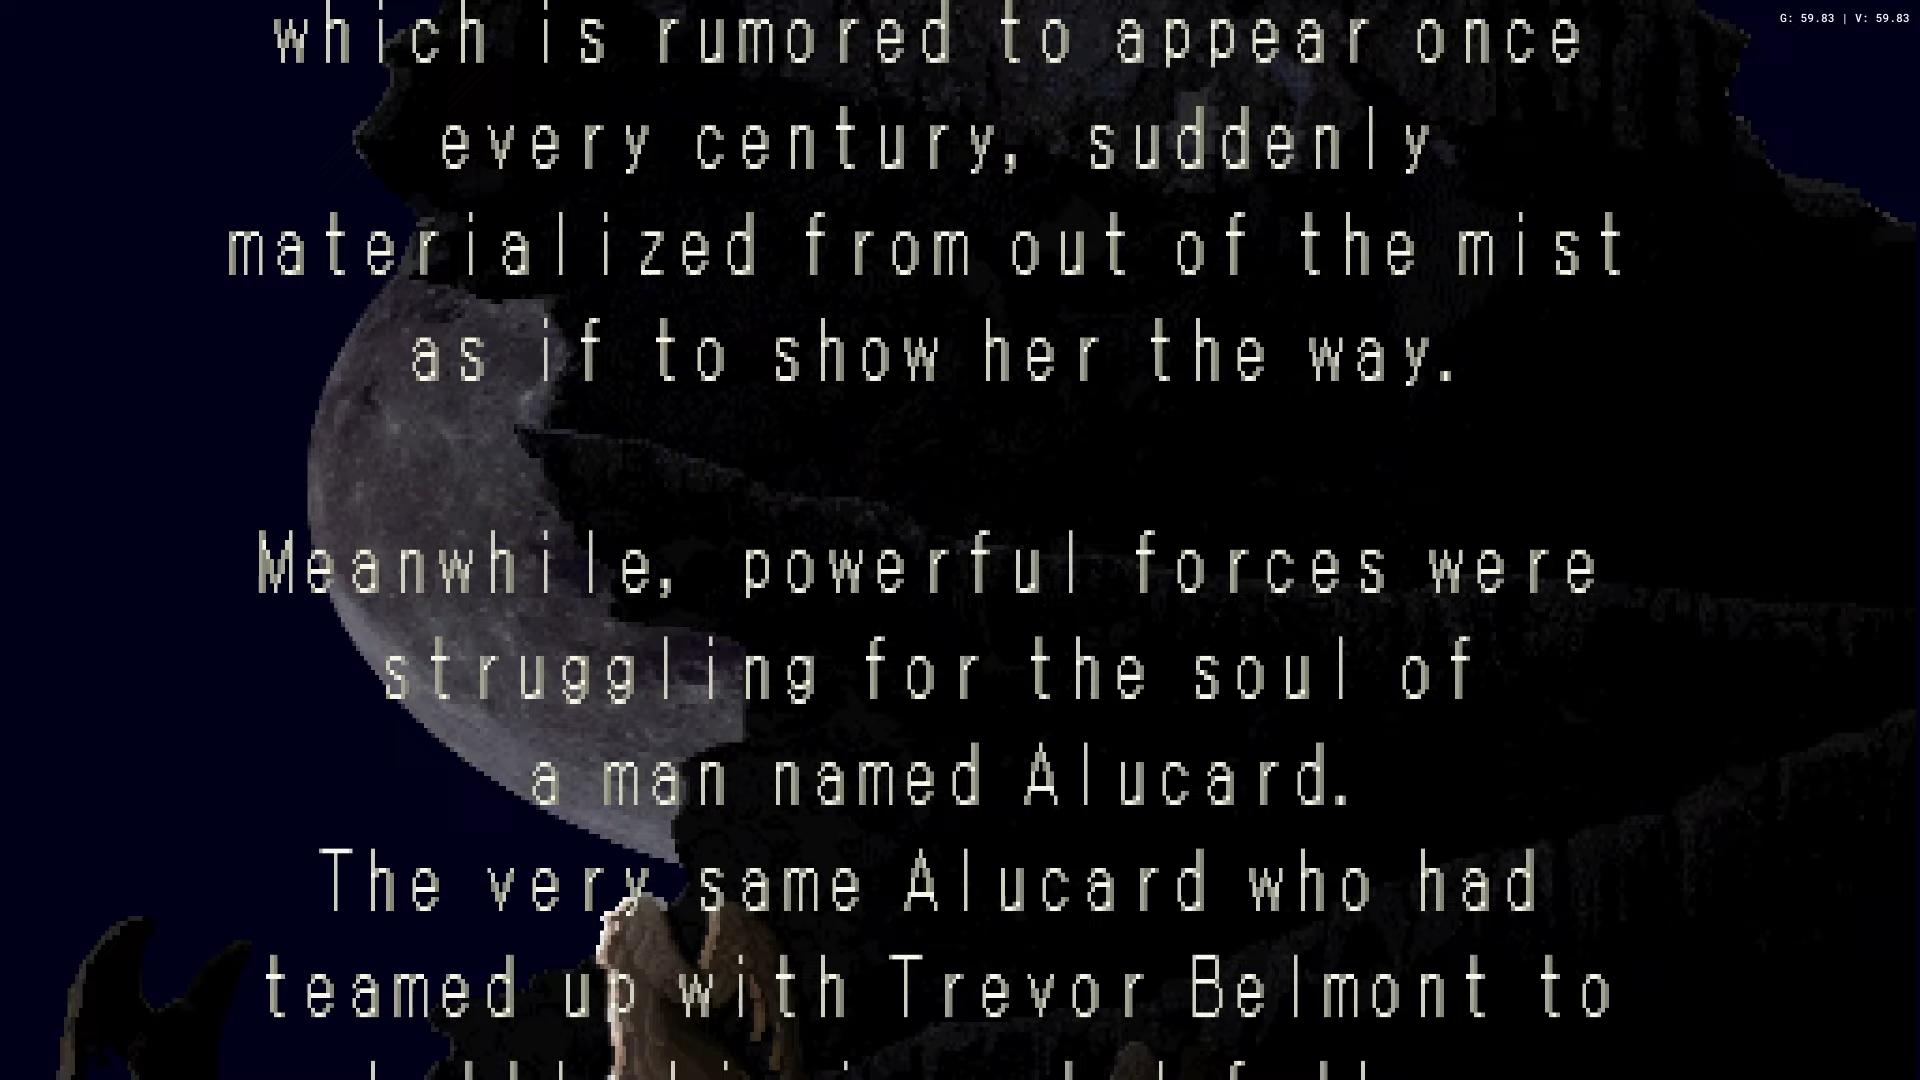 G: 59.83 | V: 59.83
which is rumored to appear once
every century, suddenly
materialized from out of the mist
as if to show her the way.
Meanwhile, powerful forces were
struggling for the soul of
a man named Alucard.
The very same Alucard who had
teamed up with Trevor Belmont to